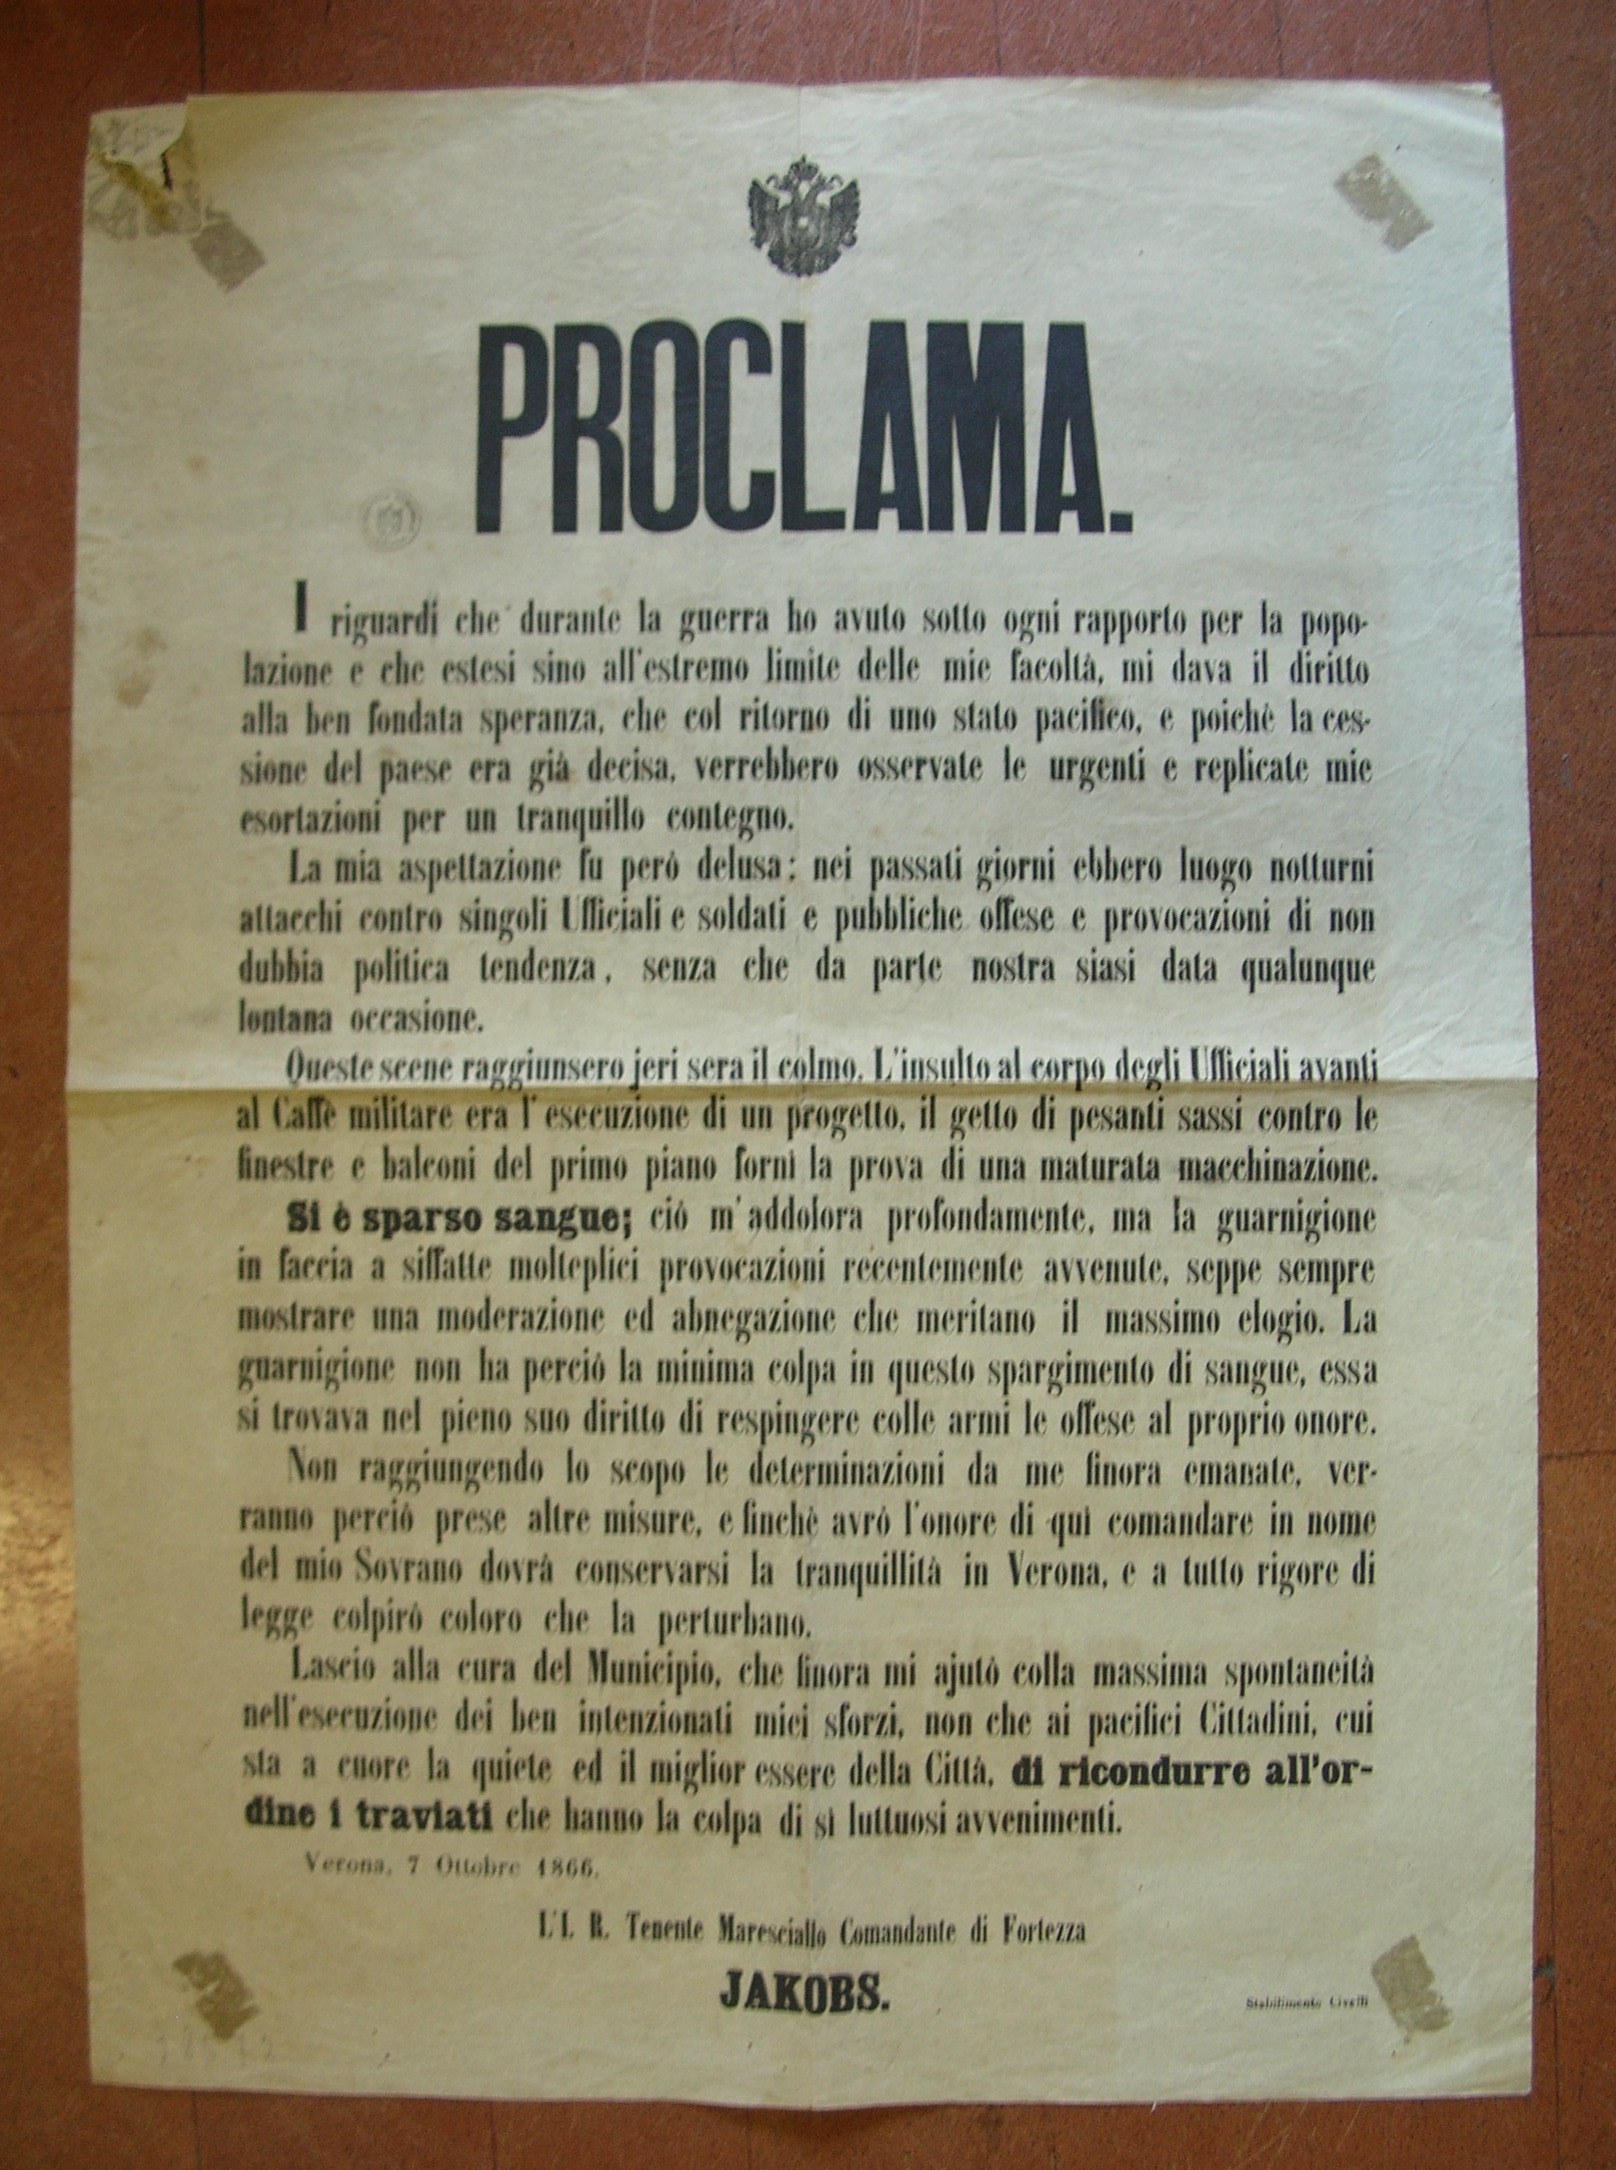 PROCLAMA.
I riguardi che durante la guerra ho avuto sotto ogni rapporto per la popo-
lazione e che estesi sino all'estremo limite delle mie facoltà, mi dava il diritto
alla ben fondata speranza, che col ritorno di uno stato pacifico, e poichè la ces-
sione del paese era già decisa, verrebbero osservate le urgenti e replicate mie
esortazioni per un tranquillo contegno.
La mia aspettazione fu però delusa; nei passati giorni ebbero luogo notturni
attacchi contro singoli Ufficiali e soldati e pubbliche offese e provocazioni di non
dubbia politica tendenza, senza che da parte nostra siasi data qualunque
lontana occasione.
Queste scene raggiunsero jeri sera il colmo. L'insulto al corpo degli Ufficiali avanti
al Caffè militare era l'esecuzione di un progetto, il getto di pesanti sassi contro le
finestre e balconi del primo piano fornì la prova di una maturata macchinazione.
Si è sparso sangue; ciò m'addolora profondamente, ma la guarnigione
in faccia a siffatte molteplici provocazioni recentemente avvenute, seppe sempre
mostrare una moderazione ed abnegazione che meritano il massimo elogio. La
guarnigione non ha perciò la minima colpa in questo spargimento di sangue, essa
si trovava nel pieno suo diritto di respingere colle armi le offese al proprio onore.
Non raggiungendo lo scopo le determinazioni da me finora emanate, ver-
ranno perciò prese altre misure, e finchè avrò l'onore di quì comandare in nome
del mio Sovrano dovrà conservarsi la tranquillità in Verona, e a tutto rigore di
legge colpirò coloro che la perturbano.
Lascio alla cura del Municipio, che finora mi ajutò colla massima spontaneità
nell'esecuzione dei ben intenzionati miei sforzi, non che ai pacifici Cittadini, cui
sta a cuore la quiete ed il miglior essere della Città, di ricondurre all'or-
dine i traviati che hanno la colpa di sì luttuosi avvenimenti.
Verona, 7 Ottobre 1866.
L'I. R. Tenente Maresciallo Comandante di Fortezza
JAKOBS.
Stabilimento Civelli